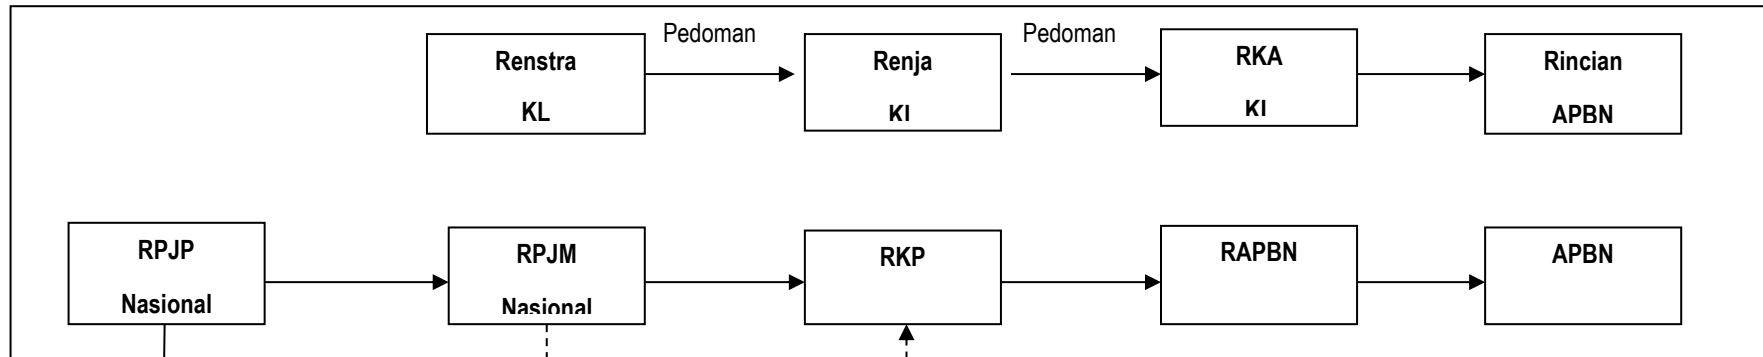 Pedoman
Pedoman
Renstra
KL
Renja
KL
RKA
KL
Rincian
APBN
RPJP
Nasional
RPJM
Nasional
RKP
RAPBN
APBN